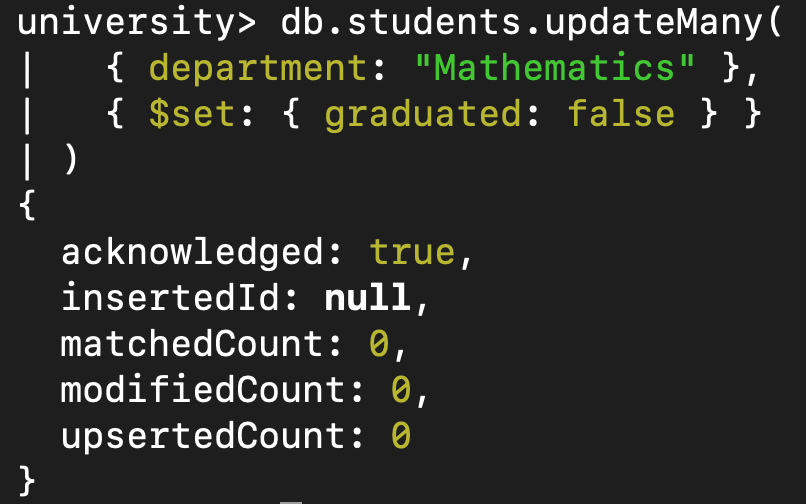 university> db.students.updateMany(
|   { department: "Mathematics" },
|   { $set: { graduated: false } }
| )
{
  acknowledged: true,
  insertedId: null,
  matchedCount: 0,
  modifiedCount: 0,
  upsertedCount: 0
}